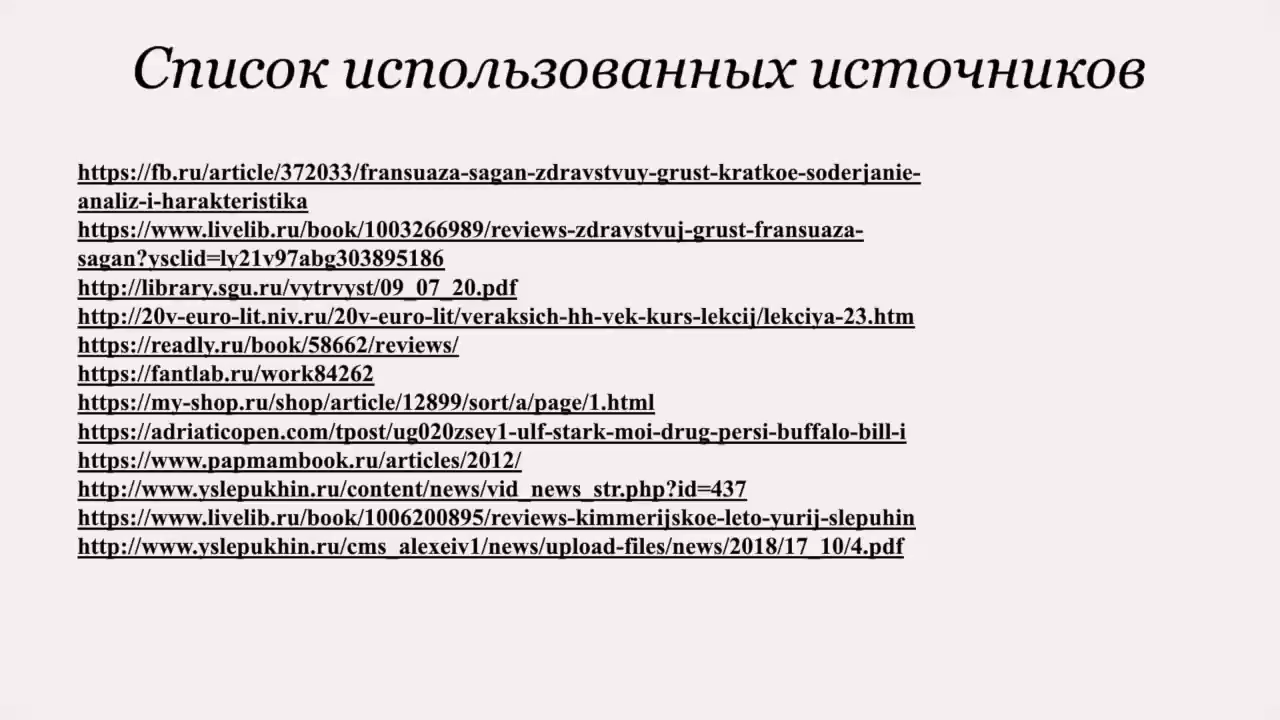 Список использованных источников
https://fb.ru/article/372033/fransuaza-sagan-zdravstvuy-grust-kratkoe-soderjanie-
analiz-i-harakteristika
https://www.livelib.ru/book/1003266989/reviews-zdravstvuj-grust-fransuaza-
sagan?ysclid=ly21v97abg303895186
http://library.sgu.ru/vytrvyst/09_07_20.pdf
http://20v-euro-lit.niv.ru/20v-euro-lit/veraksich-hh-vek-kurs-lekcij/lekciya-23.htm
https://readly.ru/book/58662/reviews/
https://fantlab.ru/work84262
https://my-shop.ru/shop/article/12899/sort/a/page/1.html
https://adriaticopen.com/tpost/ug020zsey1-ulf-stark-moi-drug-persi-buffalo-bill-i
https://www.papmambook.ru/articles/2012/
http://www.yslepukhin.ru/content/news/vid_news_str.php?id=437
https://www.livelib.ru/book/1006200895/reviews-kimmerijskoe-leto-yurij-slepuhin
http://www.yslepukhin.ru/cms_alexeiv1/news/upload-files/news/2018/17_10/4.pdf